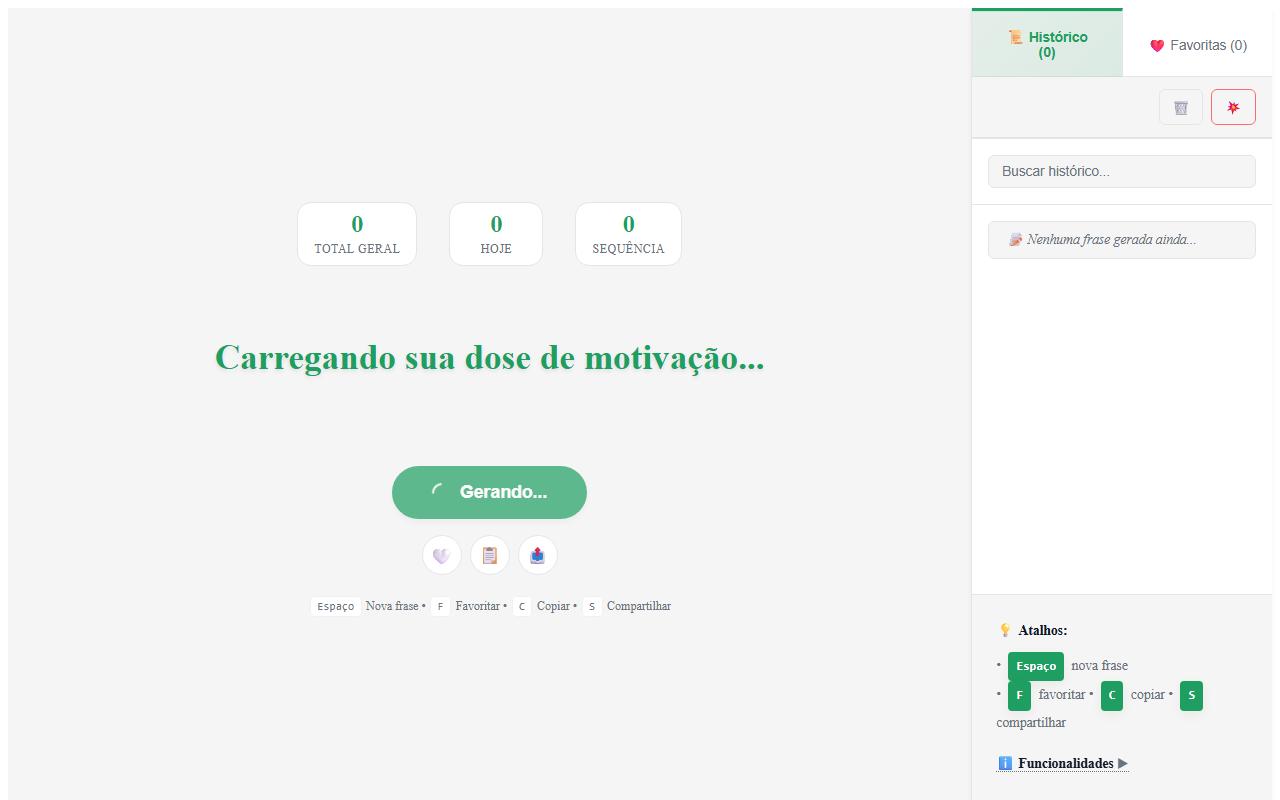 Histórico
(0)
Favoritas (0)
Buscar histórico...
Nenhuma frase gerada ainda...
0
TOTAL GERAL
0
HOJE
0
SEQUÊNCIA
Carregando sua dose de motivação...
Gerando...
Espaço Nova frase • F Favoritar • C Copiar • S Compartilhar
Atalhos:
• Espaço nova frase
• F favoritar • C copiar • S
compartilhar
Funcionalidades ▶